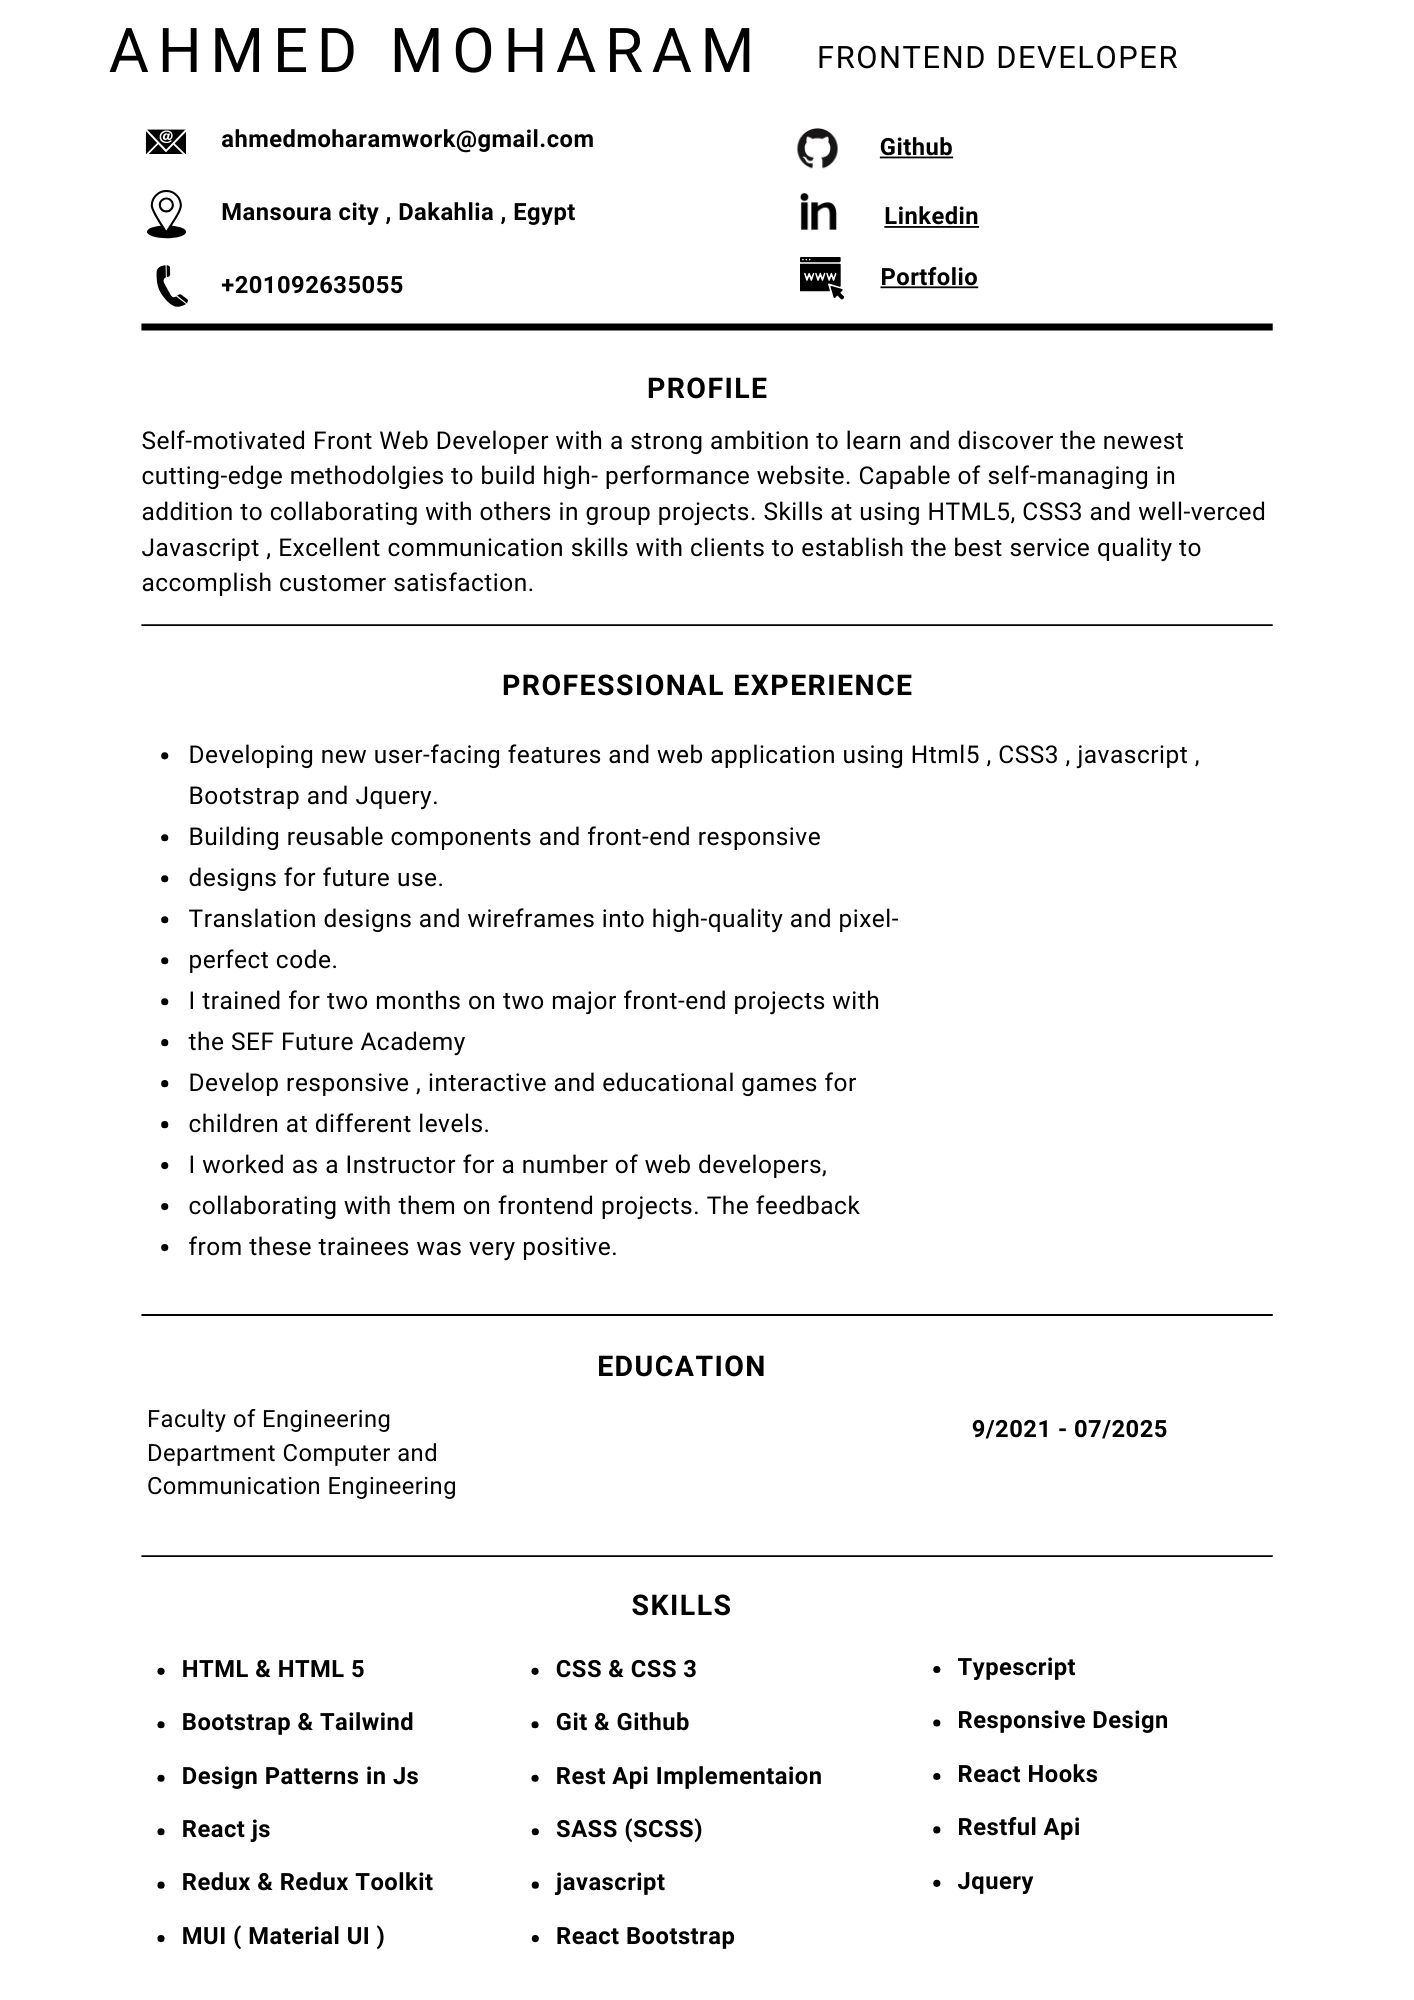 AHMED MOHARAM
FRONTEND DEVELOPER
@
ahmedmoharamwork@gmail.com
Mansoura city , Dakahlia , Egypt
+201092635055
Github
in
Linkedin
www
Portfolio
PROFILE
Self-motivated Front Web Developer with a strong ambition to learn and discover the newest
cutting-edge methodolgies to build high- performance website. Capable of self-managing in
addition to collaborating with others in group projects. Skills at using HTML5, CSS3 and well-verced
Javascript , Excellent communication skills with clients to establish the best service quality to
accomplish customer satisfaction.
PROFESSIONAL EXPERIENCE
• Developing new user-facing features and web application using Html5 , CSS3 , javascript ,
Bootstrap and Jquery.
• Building reusable components and front-end responsive
• designs for future use.
• Translation designs and wireframes into high-quality and pixel-
• perfect code.
• I trained for two months on two major front-end projects with
• the SEF Future Academy
• Develop responsive , interactive and educational games for
• children at different levels.
• I worked as a Instructor for a number of web developers,
• collaborating with them on frontend projects. The feedback
• from these trainees was very positive.
EDUCATION
Faculty of Engineering
Department Computer and
Communication Engineering
9/2021 - 07/2025
SKILLS
• HTML & HTML 5
• Bootstrap & Tailwind
• Design Patterns in Js
• React js
• Redux & Redux Toolkit
• MUI ( Material UI )
• CSS & CSS 3
• Git & Github
• Rest Api Implementaion
• SASS (SCSS)
• javascript
• React Bootstrap
• Typescript
• Responsive Design
• React Hooks
• Restful Api
• Jquery